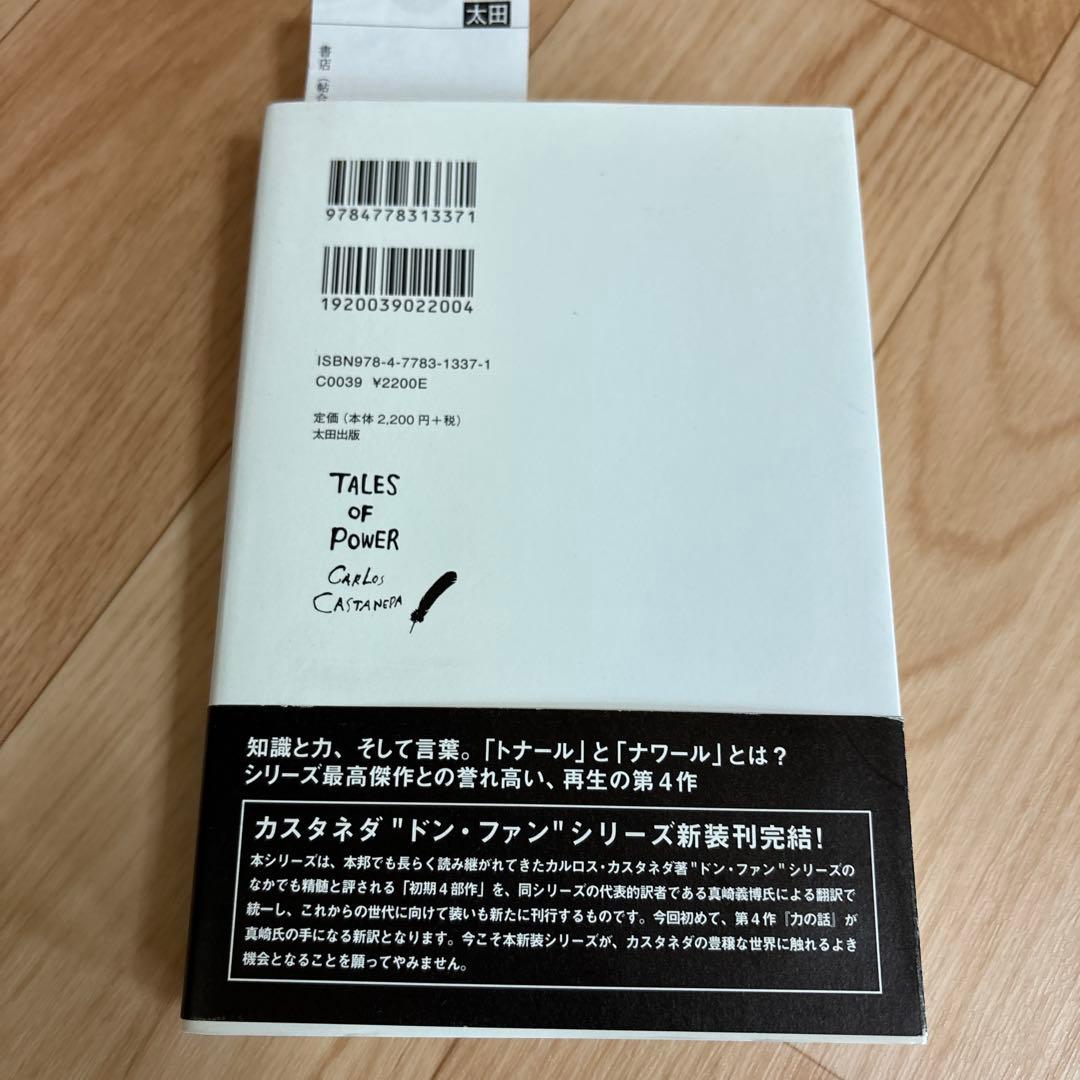 太田
書店（帖合
9784778313371
1920039022004
ISBN978-4-7783-1337-1
C0039 ¥2200E
定価（本体2,200円＋税）
太田出版
TALES
OF
POWER
CARLOS
CASTANEDA
知識と力、そして言葉。「トナール」と「ナワール」とは？
シリーズ最高傑作との誉れ高い、再生の第4作
カスタネダ"ドン・ファン"シリーズ新装刊完結！
本シリーズは、本邦でも長らく読み継がれてきたカルロス・カスタネダ著"ドン・ファン"シリーズの
なかでも精髄と評される「初期4部作」を、同シリーズの代表的訳者である真崎義博氏による翻訳で
統一し、これからの世代に向けて装いも新たに刊行するものです。今回初めて、第4作『力の話』が
真崎氏の手になる新訳となります。今こそ本新装シリーズが、カスタネダの豊穣な世界に触れるよき
機会となることを願ってやみません。